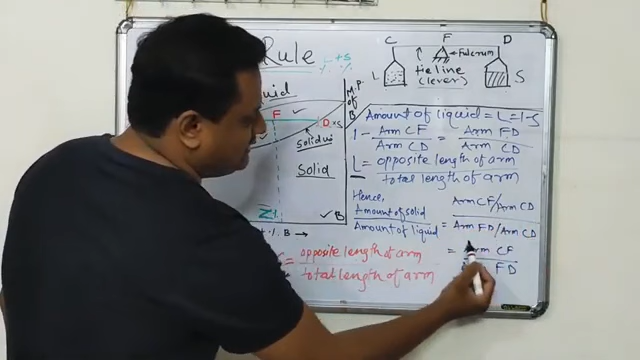 Rule
C F D
Fulcrum
L Tie line S
(lever)
M.P. of B
F
D
solidus
Solid
Z%
% B →
B
Amount of liquid = L = 1-S
1 - Arm CF / Arm CD = Arm FD / Arm CD
L = opposite length of arm
total length of arm
Hence,
Amount of solid / Amount of liquid = Arm CF/Arm CD / Arm FD/Arm CD
= Arm CF
FD
= opposite length of arm
total length of arm